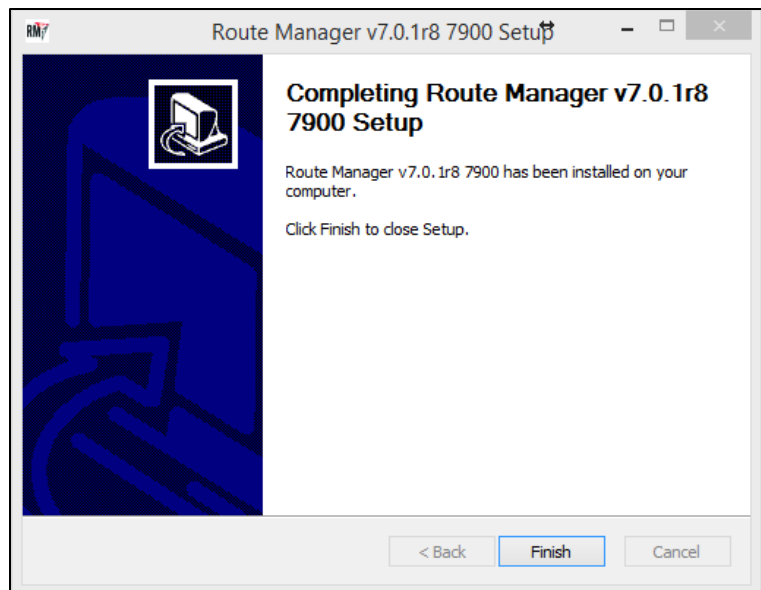 RM7
Route Manager v7.0.1r8 7900 Setup
Completing Route Manager v7.0.1r8
7900 Setup
Route Manager v7.0.1r8 7900 has been installed on your
computer.
Click Finish to close Setup.
< Back
Finish
Cancel